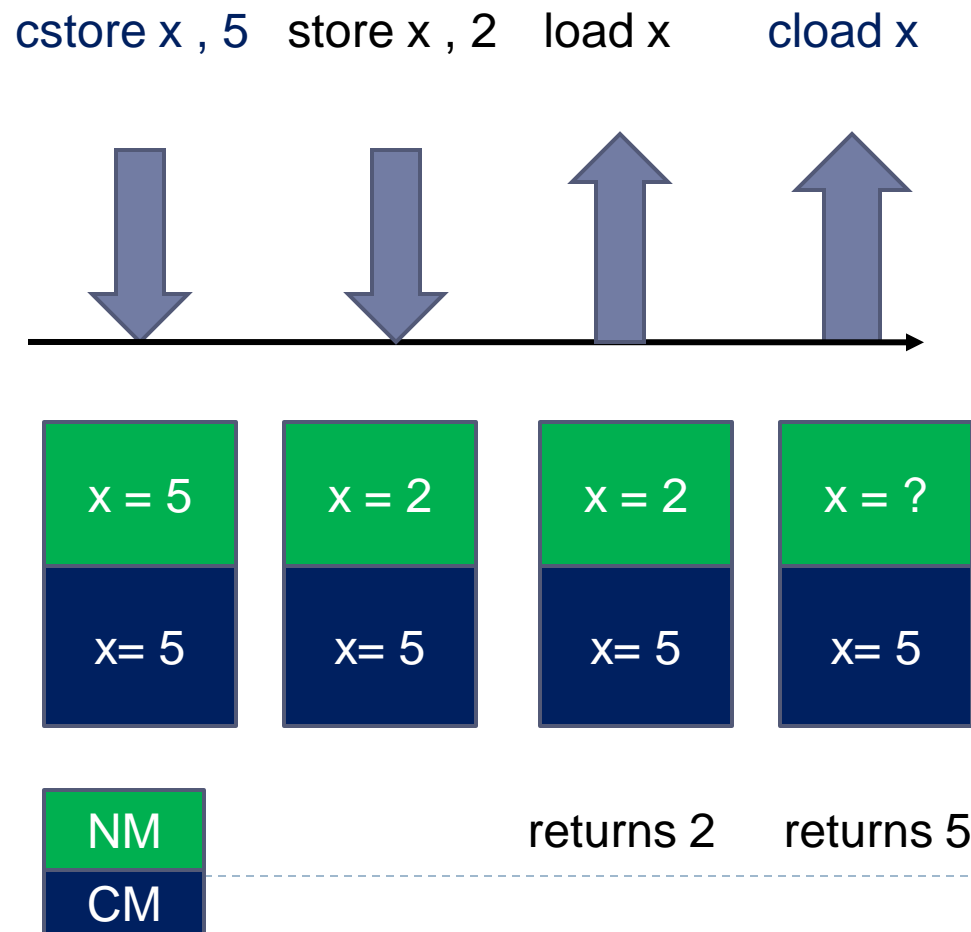 cstore x , 5 store x , 2 load x cload x
x = 5 x = 2 x = 2 x = ?
x= 5 x= 5 x= 5 x= 5
NM returns 2 returns 5
CM